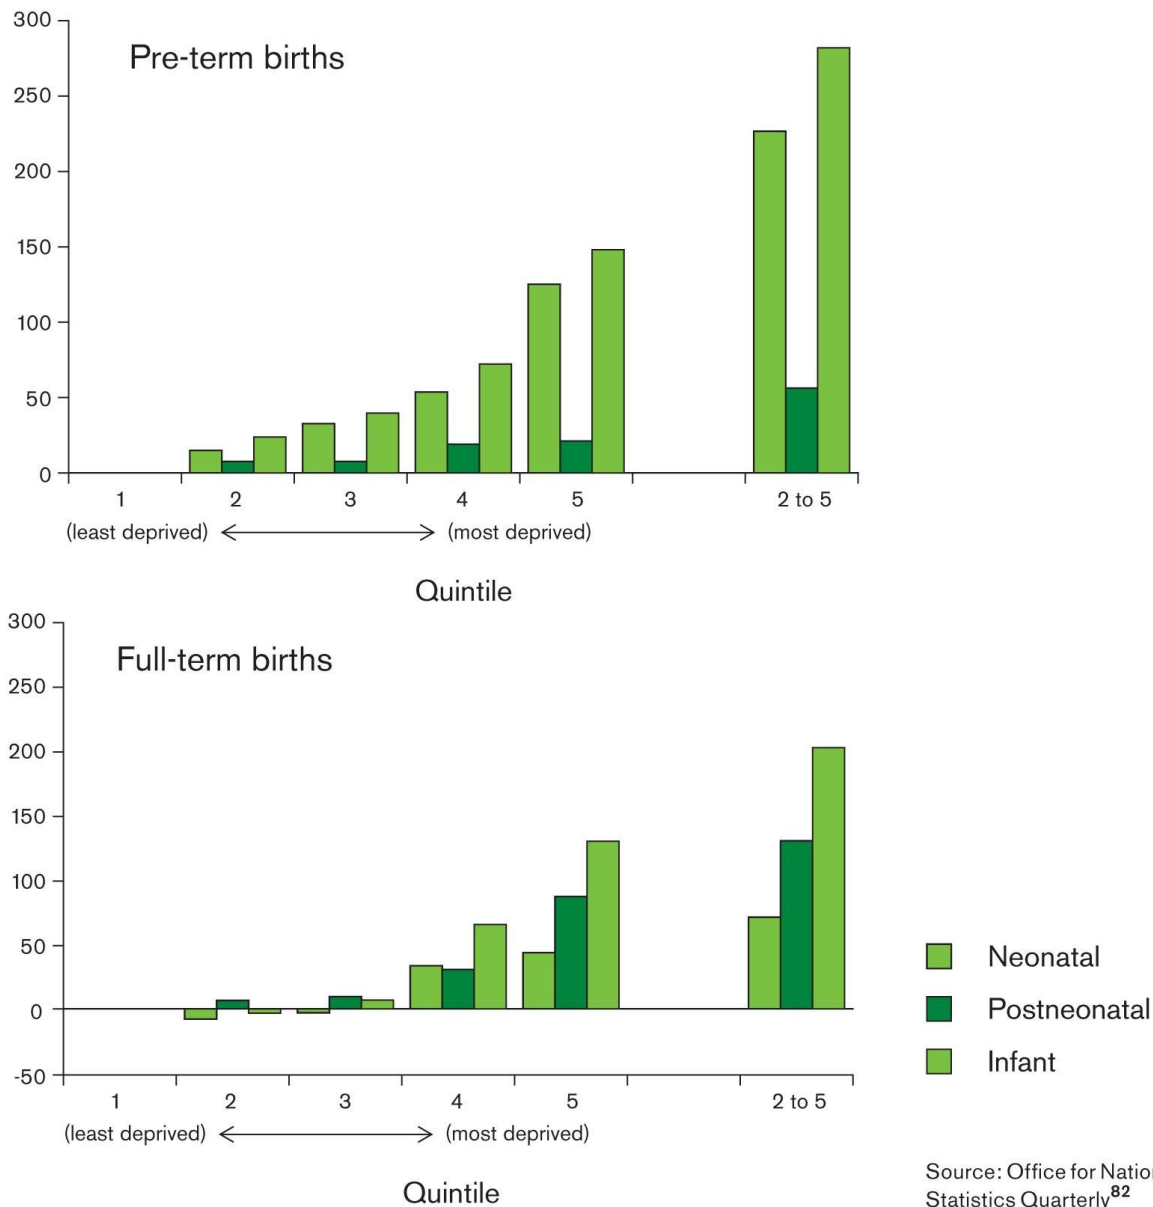 300
Pre-term births
250
200
150
100
50
0
1 2 3 4 5 2 to 5
(least deprived) (most deprived)
Quintile
300
Full-term births
250
200
150
100
50
0
-50
1 2 3 4 5 2 to 5
(least deprived) (most deprived)
Quintile
Neonatal
Postneonatal
Infant
Source: Office for
Statistics Quarterly82